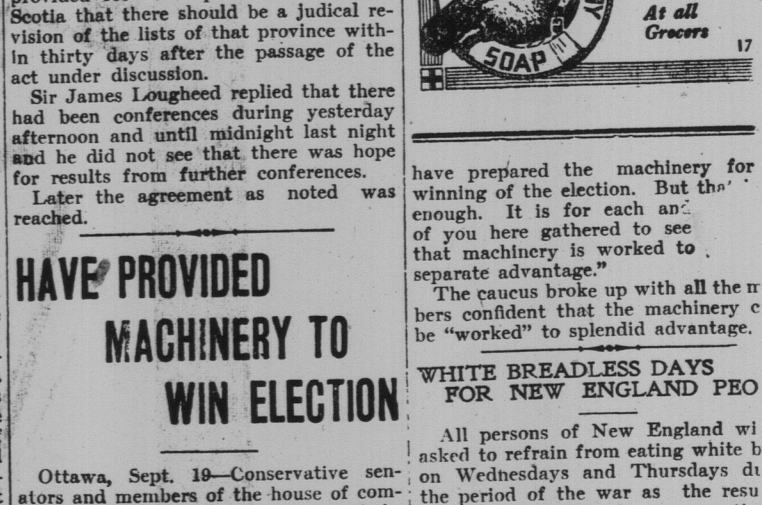 Scotia that there should be a judical re-
vision of the lists of that province with-
in thirty days after the passage of the
act under discussion.
Sir James Lougheed replied that there
had been conferences during yesterday
afternoon and until midnight last night
and he did not see that there was hope
for results from further conferences.
Later the agreement as noted was
reached.
HAVE PROVIDED
MACHINERY TO
WIN ELECTION
Ottawa, Sept. 19—Conservative sen-
ators and members of the house of com-
SOAP
At all
Grocers
17
have prepared the machinery for
winning of the election. But
enough. It is for each
of you here gathered to see
that machinery is worked to
separate advantage."
The caucus broke up with all the
bers confident that the machinery
be "worked" to splendid advantage.
WHITE BREADLESS DAYS
FOR NEW ENGLAND PEO
All persons of New England
asked to refrain from eating white
on Wednesdays and Thursdays
the period of the war as the